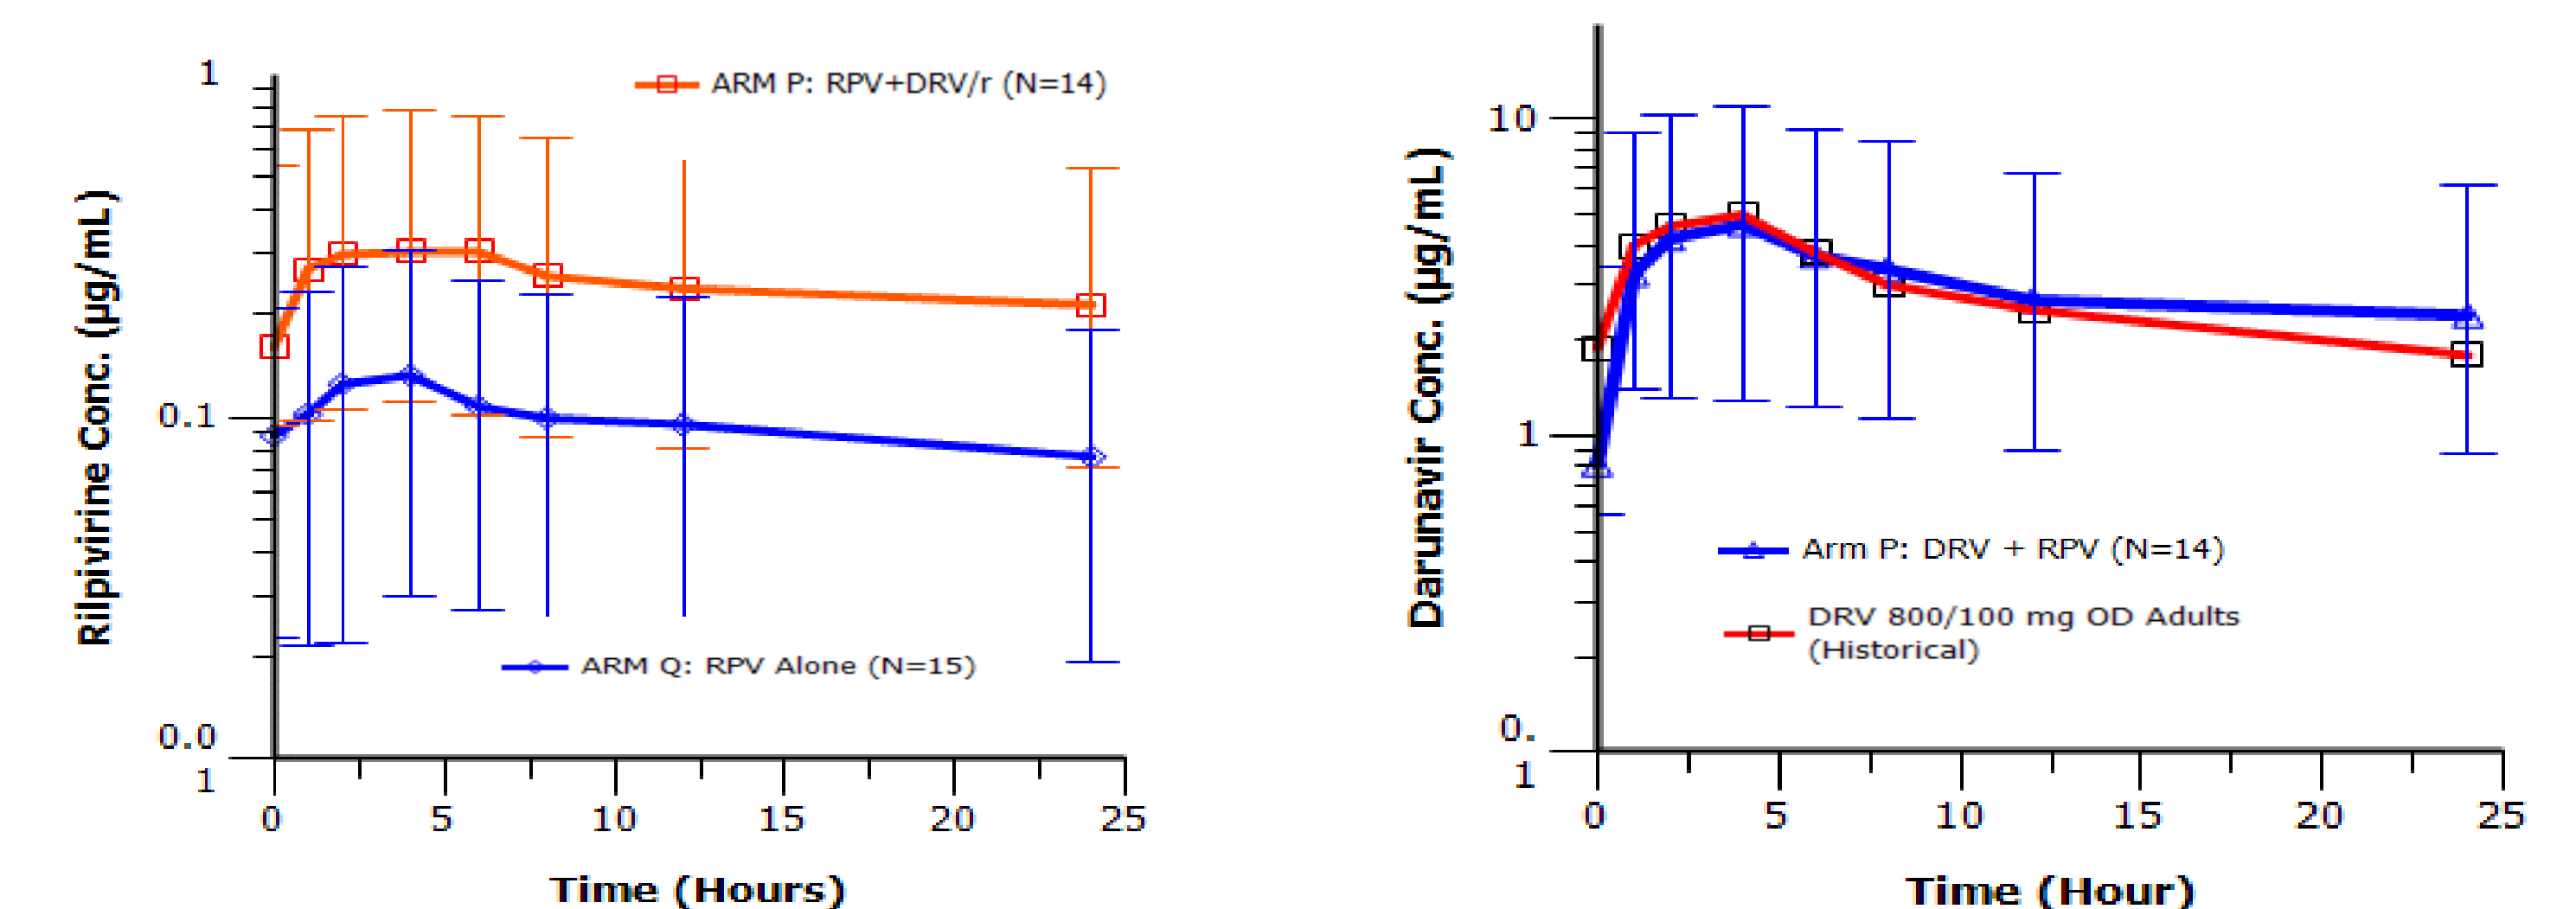 1
ARM P: RPV+DRV/r (N=14)
Rilpivirine Conc. (µg/mL)
0.1
ARM Q: RPV Alone (N=15)
0.0
1
0 5 10 15 20 25
Time (Hours)
10
Darunavir Conc. (µg/mL)
1
Arm P: DRV + RPV (N=14)
DRV 800/100 mg OD Adults
(Historical)
0.
1
0 5 10 15 20 25
Time (Hour)